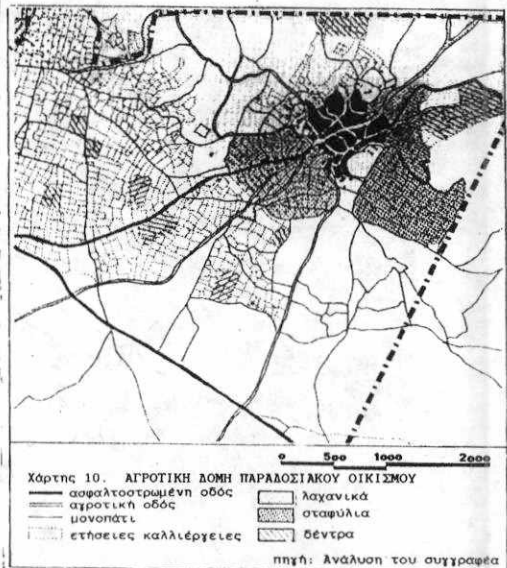 0 500 1000 2000
Χάρτης 10. ΑΓΡΟΤΙΚΗ ΔΟΜΗ ΠΑΡΑΔΟΣΙΑΚΟΥ ΟΙΚΙΣΜΟΥ
ασφαλτοστρωμένη οδός
αγροτική οδός
μονοπάτι
ετήσειες καλλιέργειες
λαχανικά
σταφύλια
δέντρα
πηγή: Ανάλυση του συγγραφέα